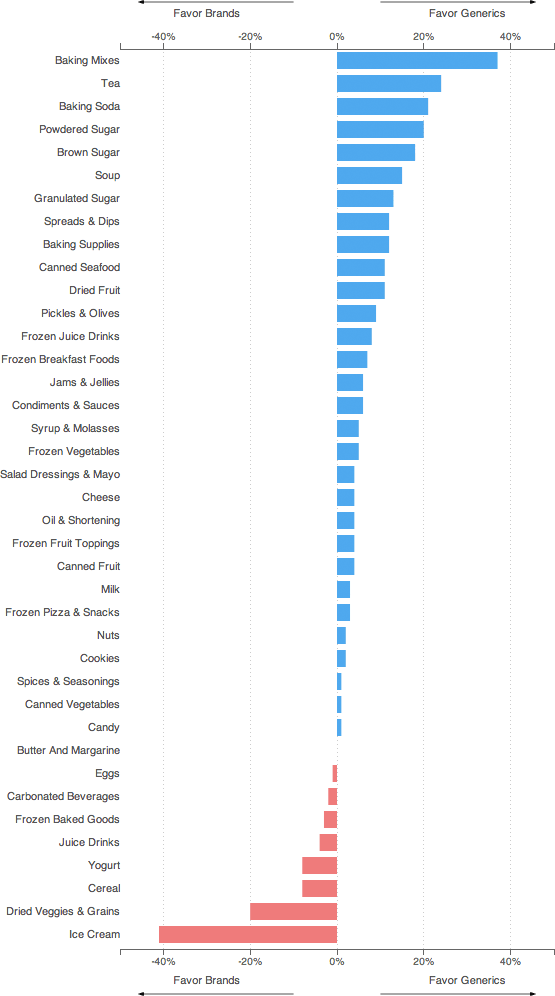 Favor Brands Favor Generics
-40% -20% 0% 20% 40%
Baking Mixes
Tea
Baking Soda
Powdered Sugar
Brown Sugar
Soup
Granulated Sugar
Spreads & Dips
Baking Supplies
Canned Seafood
Dried Fruit
Pickles & Olives
Frozen Juice Drinks
Frozen Breakfast Foods
Jams & Jellies
Condiments & Sauces
Syrup & Molasses
Frozen Vegetables
Salad Dressings & Mayo
Cheese
Oil & Shortening
Frozen Fruit Toppings
Canned Fruit
Milk
Frozen Pizza & Snacks
Nuts
Cookies
Spices & Seasonings
Canned Vegetables
Candy
Butter And Margarine
Eggs
Carbonated Beverages
Frozen Baked Goods
Juice Drinks
Yogurt
Cereal
Dried Veggies & Grains
Ice Cream
-40% -20% 0% 20% 40%
Favor Brands Favor Generics